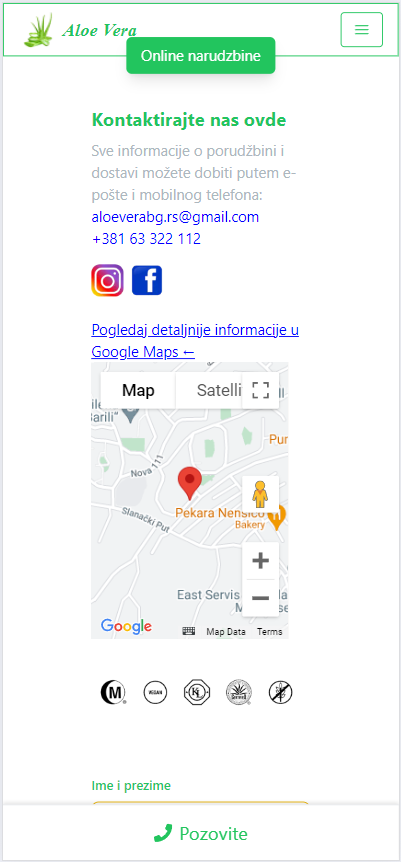 Aloe Vera
Online narudzbine
Kontaktirajte nas ovde
Sve informacije o porudžbini i
dostavi možete dobiti putem e-
pošte i mobilnog telefona:
aloeverabg.rs@gmail.com
+381 63 322 112
Pogledaj detaljnije informacije u
Google Maps ←
Map
Satelli
Barili"
Nova 111
Slanački Put
Pekara Nensico
Bakery
East Servis
Google
Map Data
Terms
M
VEGAN
Ime i prezime
Pozovite